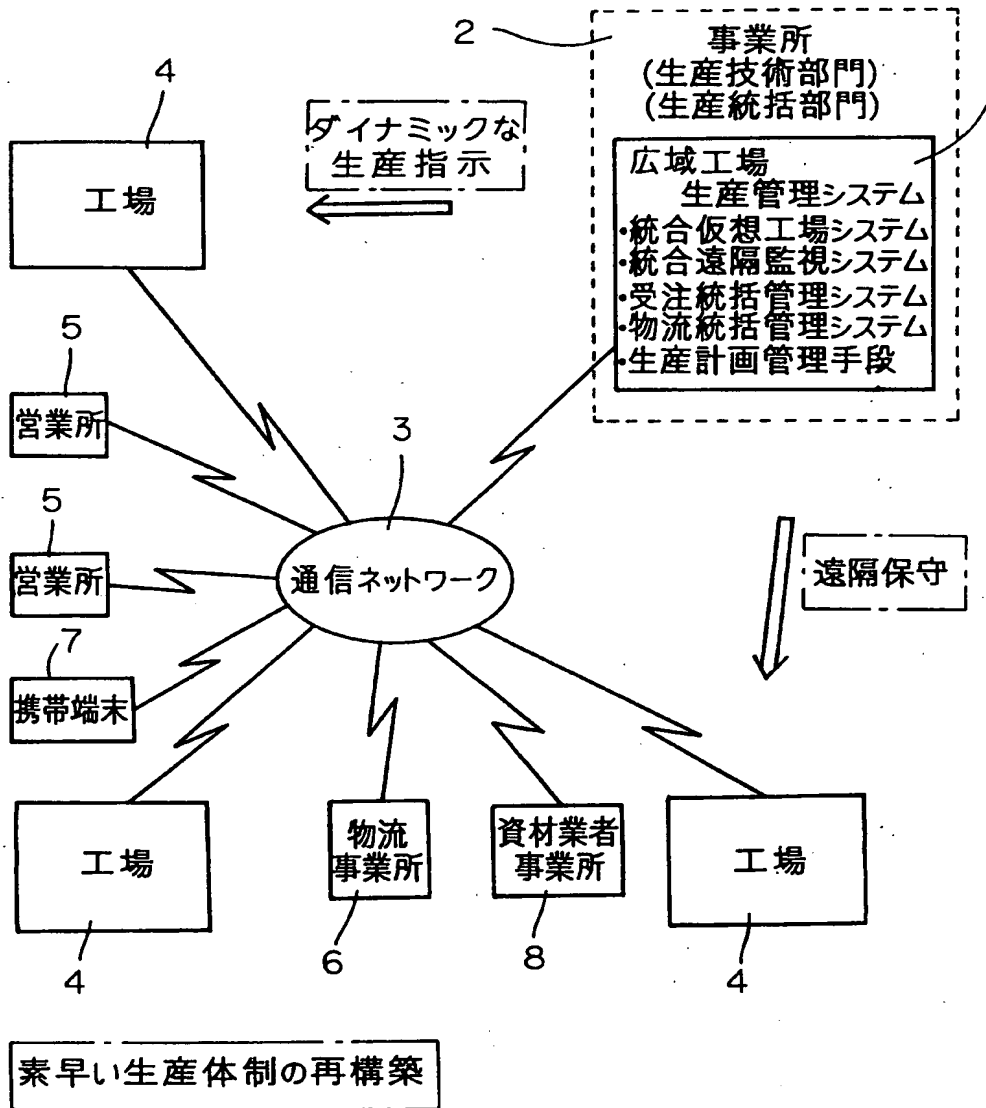 2
事業所
(生産技術部門)
(生産統括部門)
広域工場
生産管理システム
・統合仮想工場システム
・統合遠隔監視システム
・受注統括管理システム
・物流統括管理システム
・生産計画管理手段
4
工場
ダイナミックな
生産指示
5
営業所
3
通信ネットワーク
5
営業所
遠隔保守
7
携帯端末
工場
4
物流
事業所
6
資材業者
事業所
8
工場
4
素早い生産体制の再構築